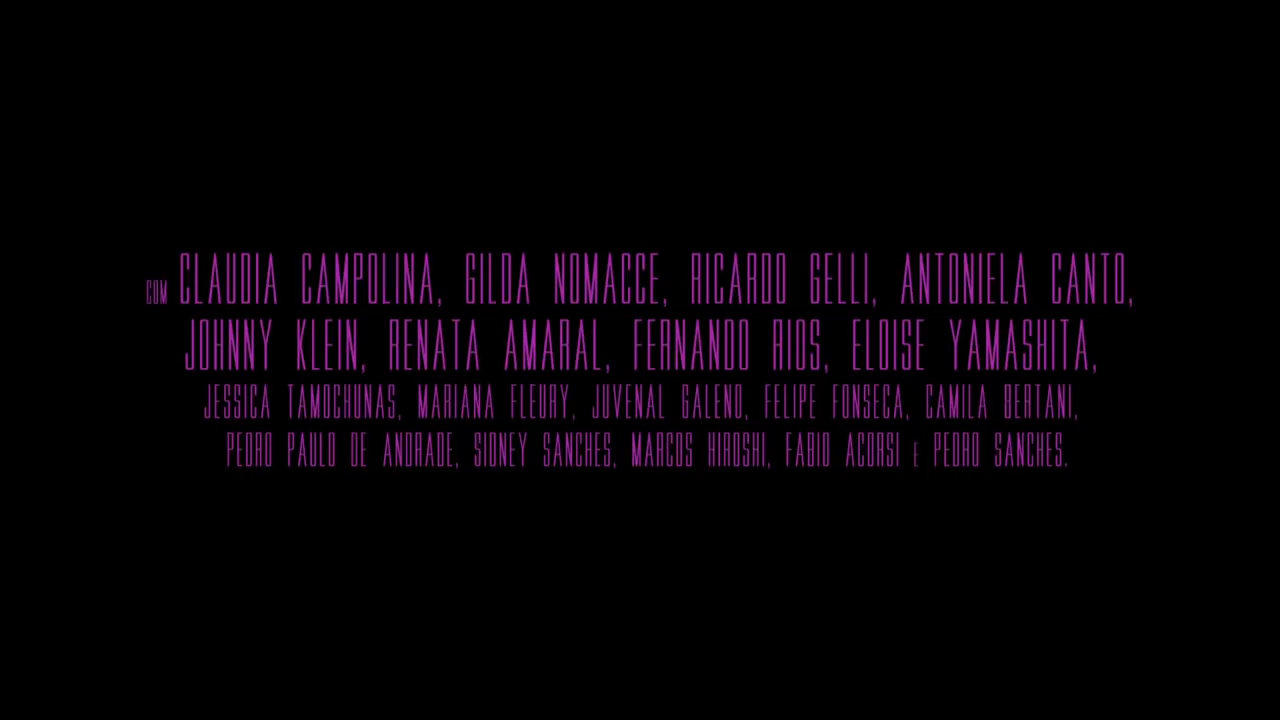 COM CLAUDIA CAMPOLINA, GILDA NOMACCE, RICARDO GELLI, ANTONIELA CANTO,
JOHNNY KLEIN, RENATA AMARAL, FERNANDO RIOS, ELOISE YAMASHITA,
JESSICA TAMOCHUNAS, MARIANA FLEURY, JUVENAL GALENO, FELIPE FONSECA, CAMILA BERTANI,
PEDRO PAULO DE ANDRADE, SIDNEY SANCHES, MARCOS HIROSHI, FABIO ACORSI E PEDRO SANCHES.